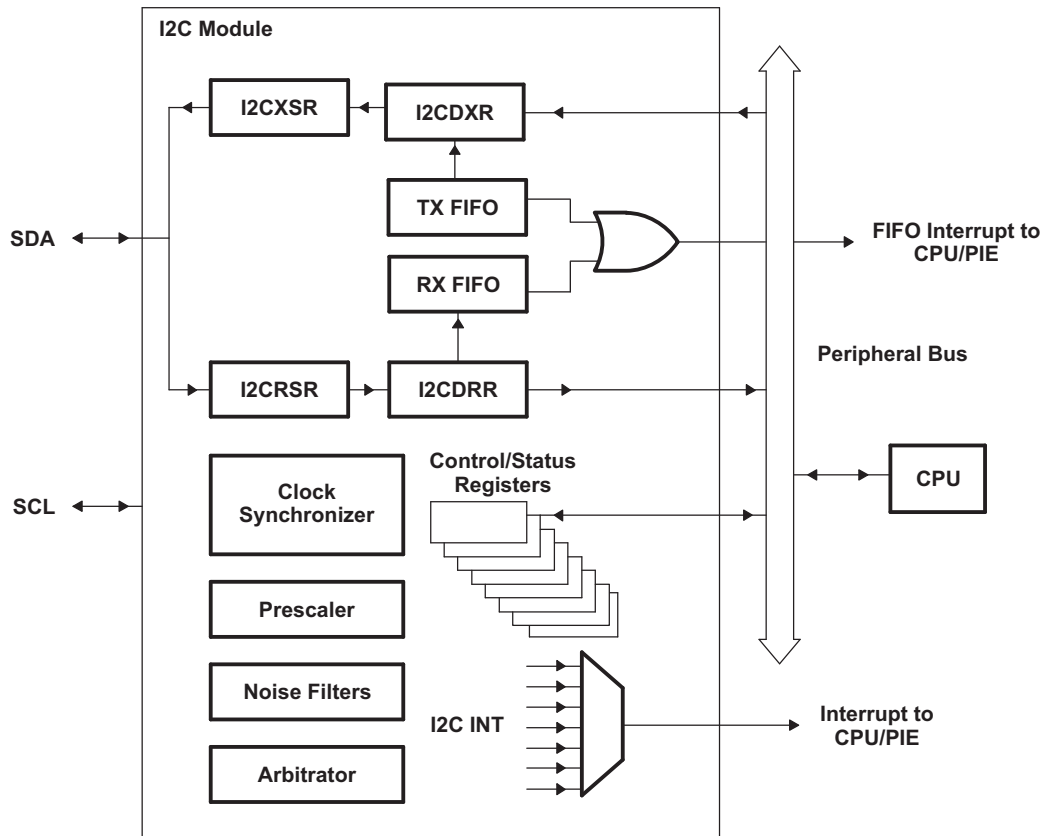 I2C Module
I2CXSR
I2CDXR
TX FIFO
SDA
FIFO Interrupt to
CPU/PIE
RX FIFO
Peripheral Bus
I2CRSR
I2CDRR
Control/Status
Registers
CPU
SCL
Clock
Synchronizer
Prescaler
Noise Filters
I2C INT
Interrupt to
CPU/PIE
Arbitrator